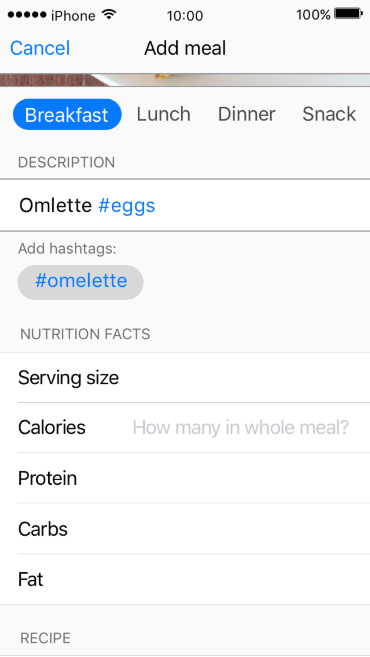 iPhone 10:00 100%
Cancel Add meal
Breakfast Lunch Dinner Snack
DESCRIPTION
Omlette #eggs
Add hashtags:
#omelette
NUTRITION FACTS
Serving size
Calories How many in whole meal?
Protein
Carbs
Fat
RECIPE